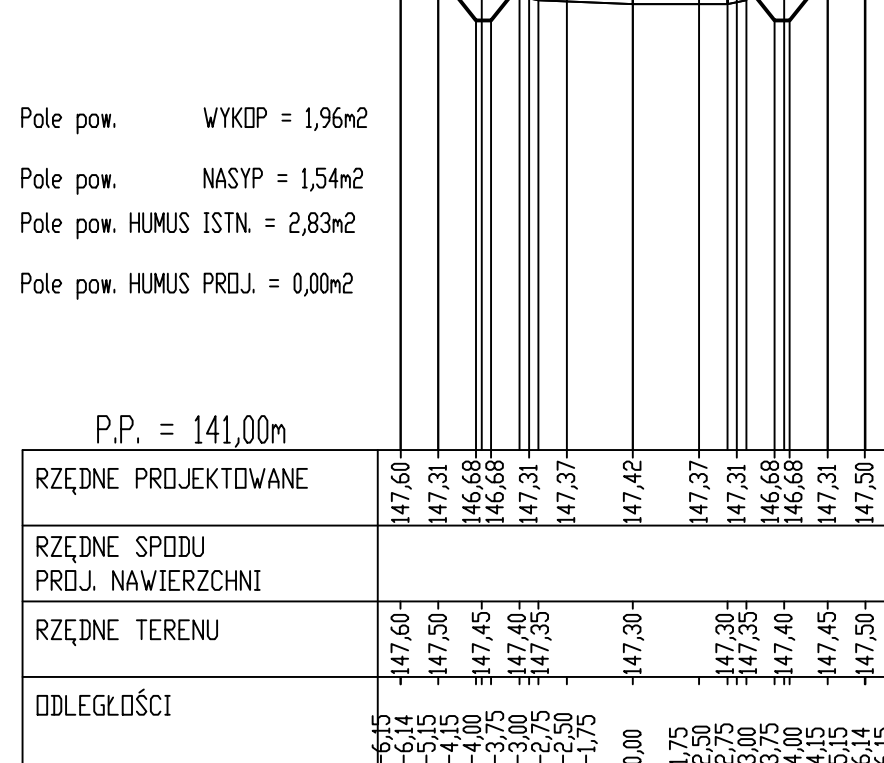 Pole pow. WYKOP = 1,96m2
Pole pow. NASYP = 1,54m2
Pole pow. HUMUS ISTN. = 2,83m2
Pole pow. HUMUS PROJ. = 0,00m2
P.P. = 141,00m
RZĘDNE PROJEKTOWANE 147,60 147,31 146,68 146,68 147,31 147,37 147,42 147,37 147,31 146,68 146,68 147,31 147,50
RZĘDNE SPODU
PROJ. NAWIERZCHNI
RZĘDNE TERENU 147,60 147,50 147,45 147,40 147,35 147,30 147,30 147,35 147,40 147,45 147,50
ODLEGŁOŚCI -6,15 -6,14 -5,15 -4,15 -4,00 -3,75 -3,00 -2,75 -2,50 -1,75 0,00 1,75 2,50 2,75 3,00 3,75 4,00 4,15 5,15 6,14 6,15